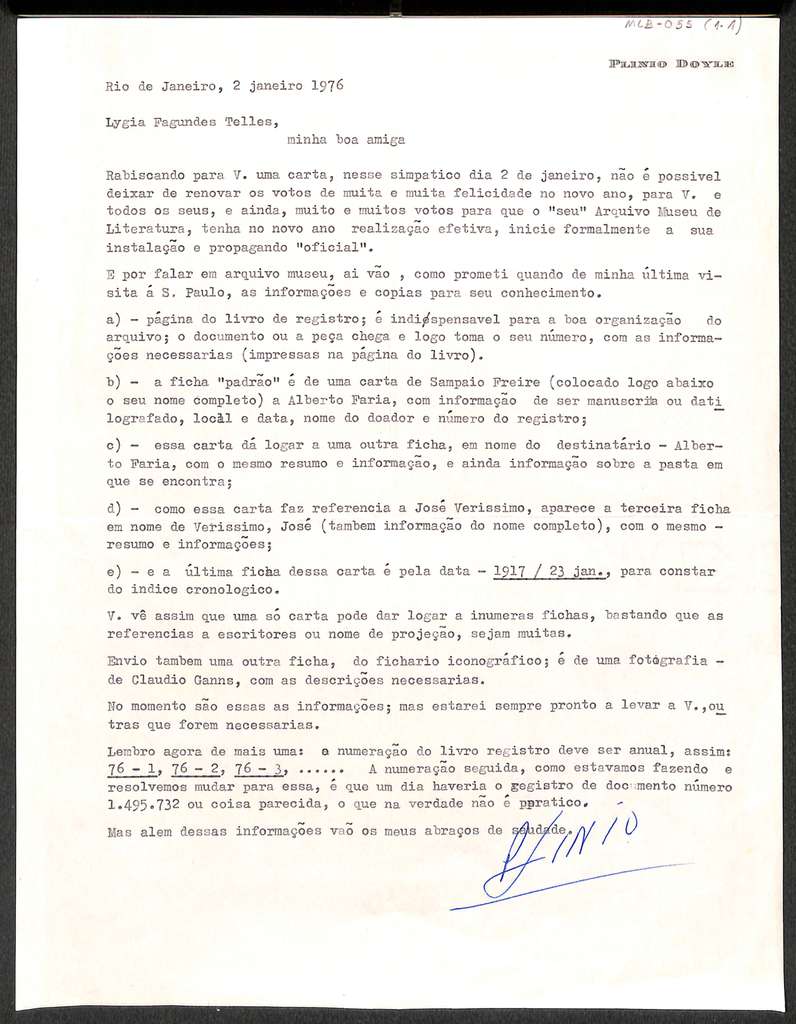 MLB-055 (1-1)
PLINIO DOYLE
Rio de Janeiro, 2 janeiro 1976
Lygia Fagundes Telles,
minha boa amiga
Rabiscando para V. uma carta, nesse simpatico dia 2 de janeiro, não é possivel
deixar de renovar os votos de muita e muita felicidade no novo ano, para V. e
todos os seus, e ainda, muito e muitos votos para que o "seu" Arquivo Museu de
Literatura, tenha no novo ano realização efetiva, inicie formalmente a sua
instalação e propagando "oficial".
E por falar em arquivo museu, ai vão , como prometi quando de minha última vi-
sita á S. Paulo, as informações e copias para seu conhecimento.
a) - página do livro de registro; é indispensavel para a boa organização do
arquivo; o documento ou a peça chega e logo toma o seu número, com as informa-
ções necessarias (impressas na página do livro).
b) - a ficha "padrão" é de uma carta de Sampaio Freire (colocado logo abaixo
o seu nome completo) a Alberto Faria, com informação de ser manuscrita ou dati
lografado, local e data, nome do doador e número do registro;
c) - essa carta dá logar a uma outra ficha, em nome do destinatário - Alber-
to Faria, com o mesmo resumo e informação, e ainda informação sobre a pasta em
que se encontra;
d) - como essa carta faz referencia a José Verissimo, aparece a terceira ficha
em nome de Verissimo, José (tambem informação do nome completo), com o mesmo -
resumo e informações;
e) - e a última ficha dessa carta é pela data - 1917 / 23 jan., para constar
do indice cronologico.
V. vê assim que uma só carta pode dar logar a inumeras fichas, bastando que as
referencias a escritores ou nome de projeção, sejam muitas.
Envio tambem uma outra ficha, do fichario iconográfico; é de uma fotografia -
de Claudio Ganns, com as descrições necessarias.
No momento são essas as informações; mas estarei sempre pronto a levar a V.,ou
tras que forem necessarias.
Lembro agora de mais uma: a numeração do livro registro deve ser anual, assim:
76 - 1, 76 - 2, 76 - 3, ...... A numeração seguida, como estavamos fazendo e
resolvemos mudar para essa, é que um dia haveria o gegistro de documento número
1.495.732 ou coisa parecida, o que na verdade não é ppratico.
Mas alem dessas informações vaõ os meus abraços de saudade.
PLINIO